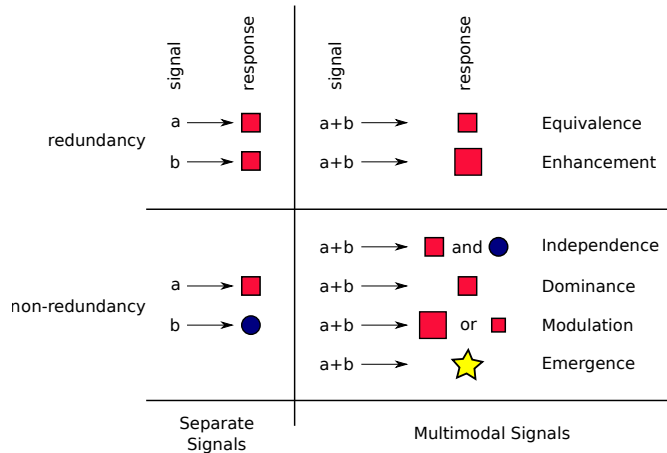 signal response signal response
a a+b Equivalence
redundancy
b a+b Enhancement
a+b and Independence
a a+b Dominance
non-redundancy
b a+b or Modulation
a+b Emergence
Separate
Signals
Multimodal Signals